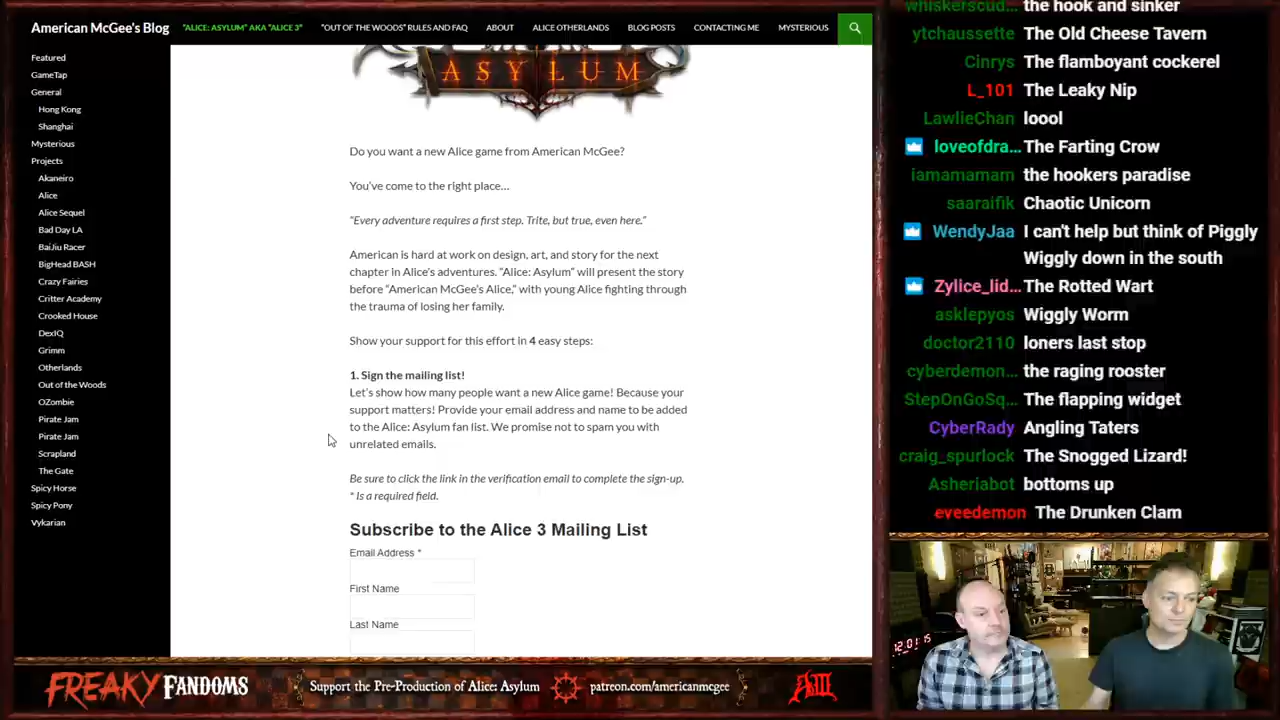 American McGee's Blog
"ALICE: ASYLUM" AKA "ALICE 3"
"OUT OF THE WOODS" RULES AND FAQ
ABOUT
ALICE OTHERLANDS
BLOG POSTS
CONTACTING ME
MYSTERIOUS
Featured
GameTap
General
Hong Kong
Shanghai
Mysterious
Projects
Akaneiro
Alice
Alice Sequel
Bad Day LA
BaiJiu Racer
BigHead BASH
Crazy Fairies
Critter Academy
Crooked House
DexIQ
Grimm
Otherlands
Out of the Woods
OZombie
Pirate Jam
Pirate Jam
Scrapland
The Gate
Spicy Horse
Spicy Pony
Vykarian
ASYLUM
Do you want a new Alice game from American McGee?
You've come to the right place…
"Every adventure requires a first step. Trite, but true, even here."
American is hard at work on design, art, and story for the next
chapter in Alice's adventures. "Alice: Asylum" will present the story
before "American McGee's Alice," with young Alice fighting through
the trauma of losing her family.
Show your support for this effort in 4 easy steps:
1. Sign the mailing list!
Let's show how many people want a new Alice game! Because your
support matters! Provide your email address and name to be added
to the Alice: Asylum fan list. We promise not to spam you with
unrelated emails.
Be sure to click the link in the verification email to complete the sign-up.
* Is a required field.
Subscribe to the Alice 3 Mailing List
Email Address *
First Name
Last Name
whiskerscud… the hook and sinker
ytchaussette The Old Cheese Tavern
Cinrys The flamboyant cockerel
L_101 The Leaky Nip
LawlieChan loool
loveofdra… The Farting Crow
iamamamam the hookers paradise
saaraifik Chaotic Unicorn
WendyJaa I can't help but think of Piggly
Wiggly down in the south
Zylice_lid… The Rotted Wart
asklepyos Wiggly Worm
doctor2110 loners last stop
cyberdemon… the raging rooster
StepOnGoSq… The flapping widget
CyberRady Angling Taters
craig_spurlock The Snogged Lizard!
Asheriabot bottoms up
eveedemon The Drunken Clam
FREAKY FANDOMS
Support the Pre-Production of Alice: Asylum
patreon.com/americanmcgee